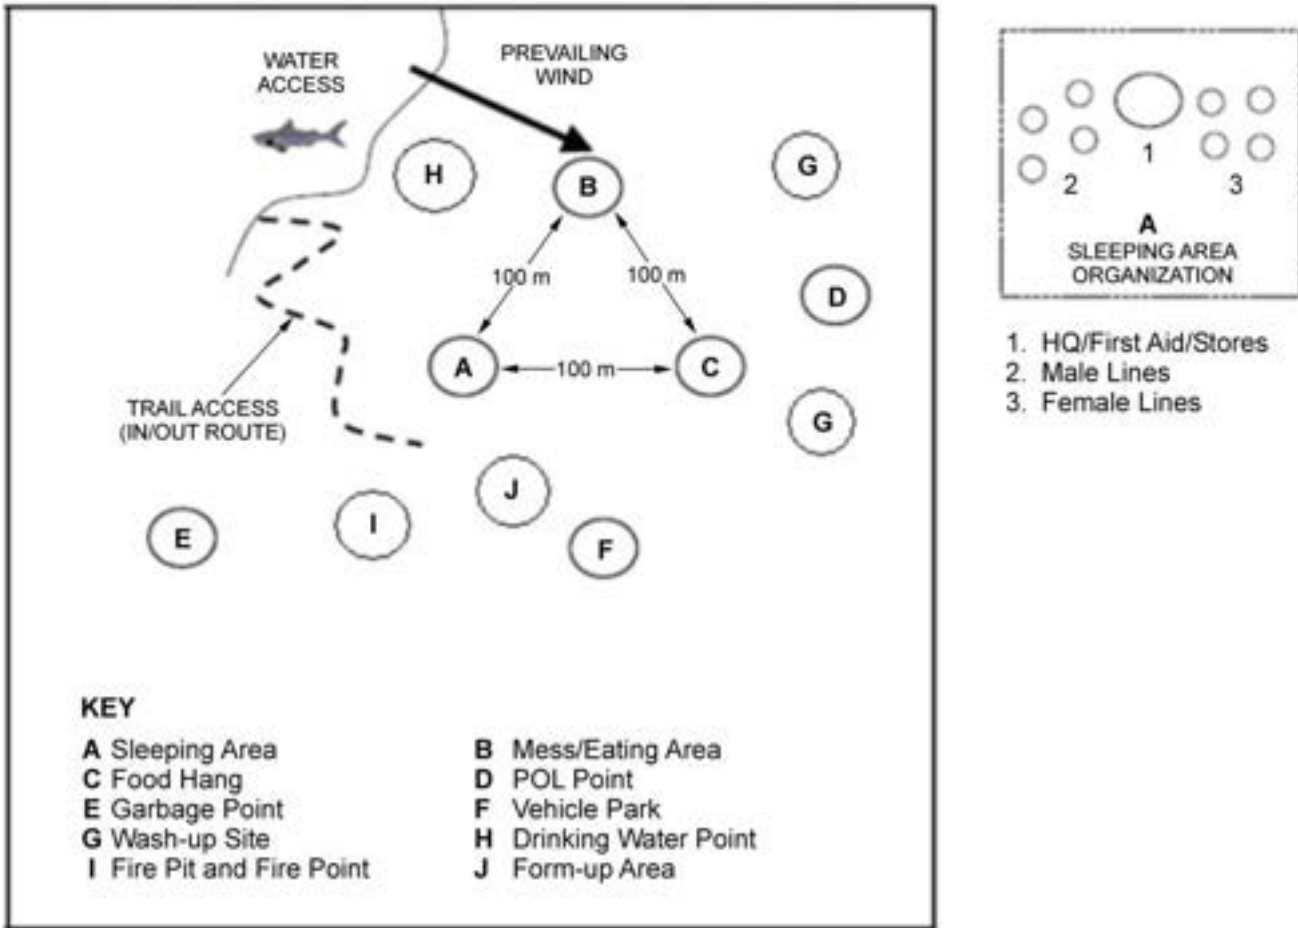 WATER
ACCESS
PREVAILING
WIND
H
B
G
100 m
100 m
D
A
100 m
C
TRAIL ACCESS
(IN/OUT ROUTE)
G
J
I
E
F
KEY
A Sleeping Area
B Mess/Eating Area
C Food Hang
D POL Point
E Garbage Point
F Vehicle Park
G Wash-up Site
H Drinking Water Point
I Fire Pit and Fire Point
J Form-up Area
1
2
3
A
SLEEPING AREA
ORGANIZATION
1. HQ/First Aid/Stores
2. Male Lines
3. Female Lines